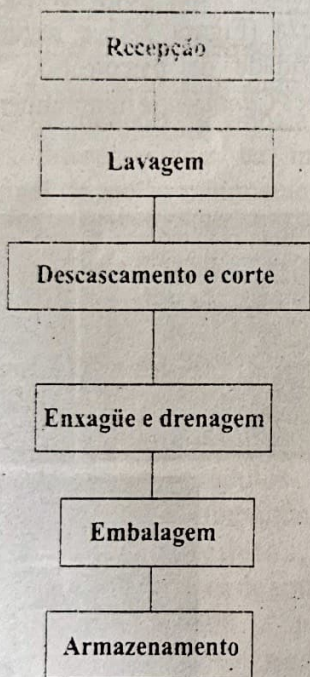 Recepção
Lavagem
Descascamento e corte
Enxagüe e drenagem
Embalagem
Armazenamento